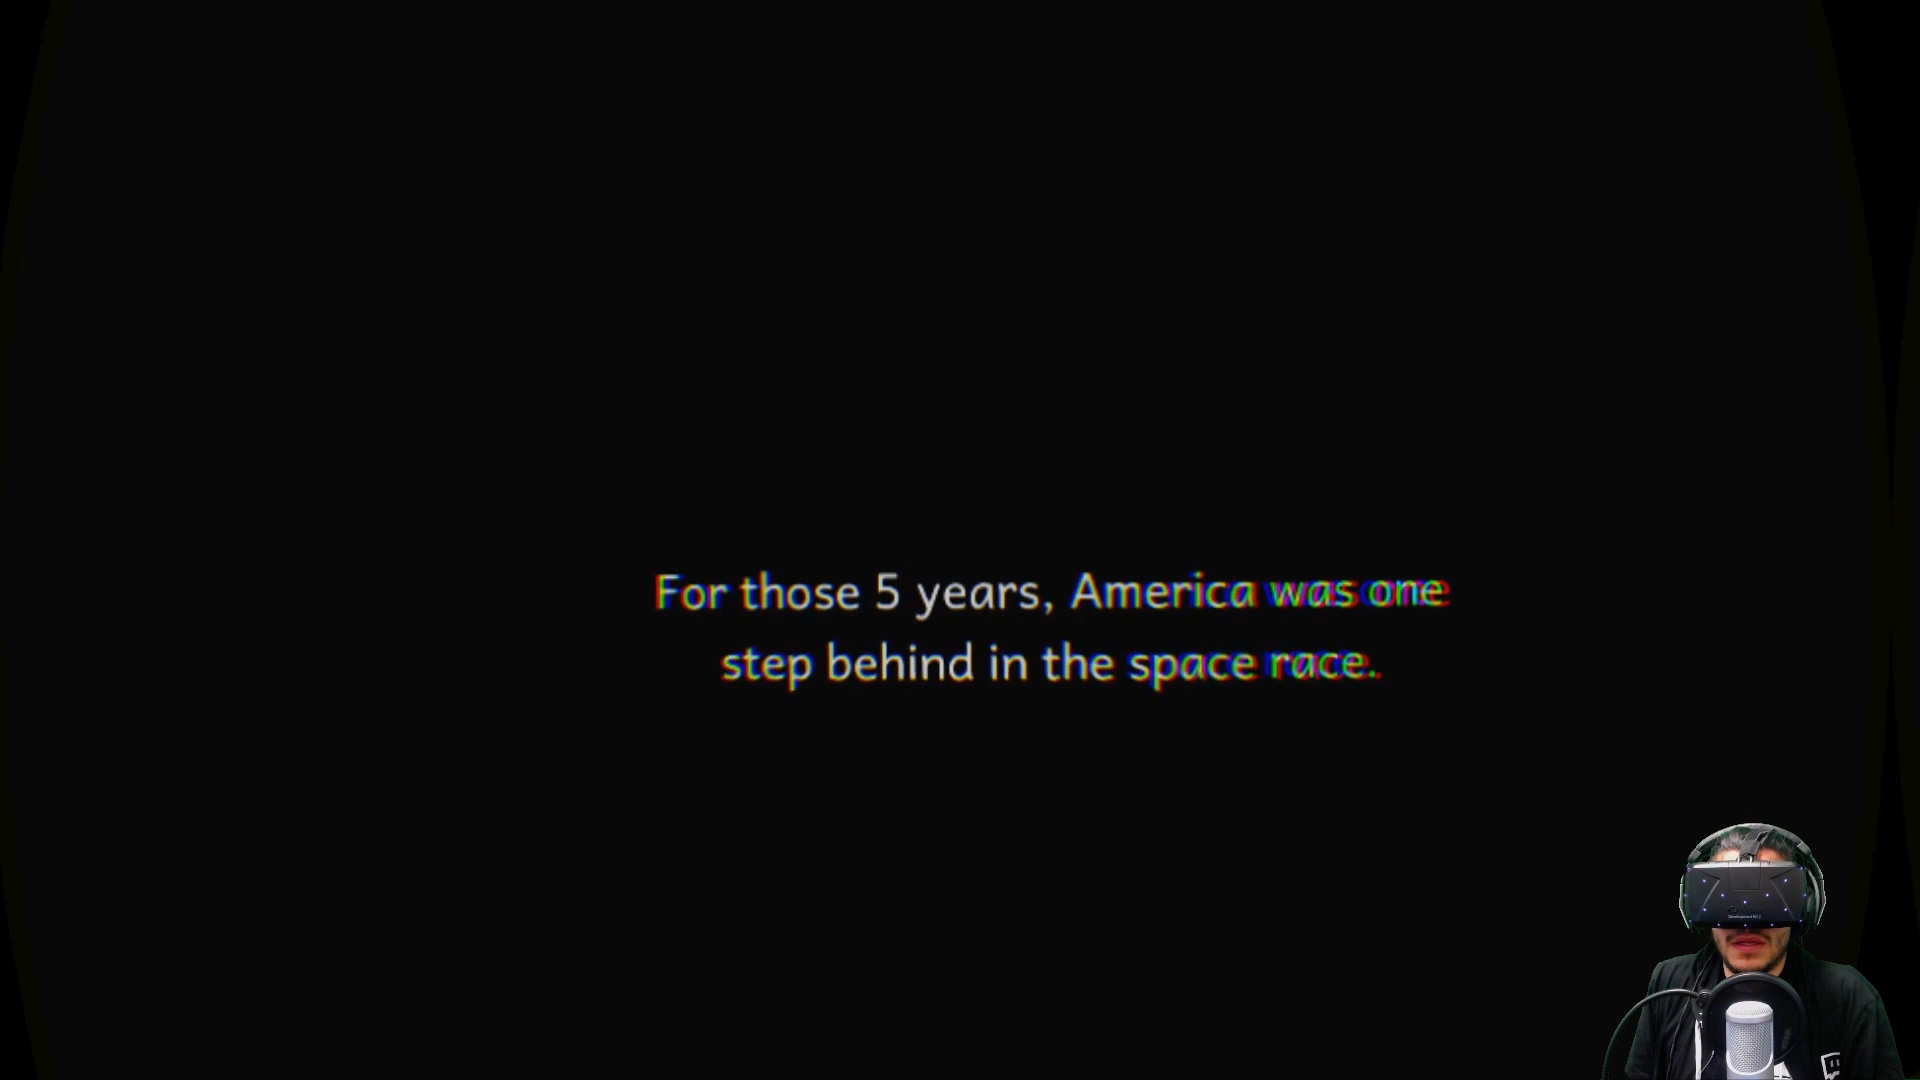 For those 5 years, America was one
step behind in the space race.